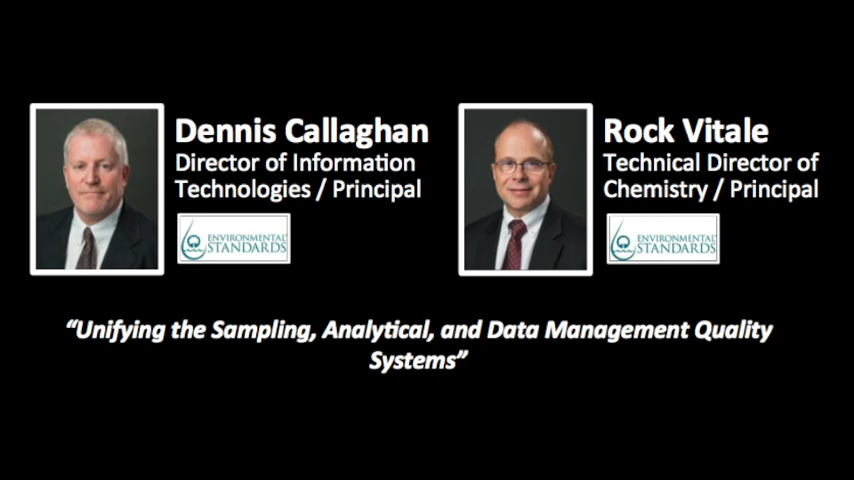 Dennis Callaghan
Director of Information
Technologies / Principal
ENVIRONMENTAL
STANDARDS
Rock Vitale
Technical Director of
Chemistry / Principal
ENVIRONMENTAL
STANDARDS
“Unifying the Sampling, Analytical, and Data Management Quality
Systems”